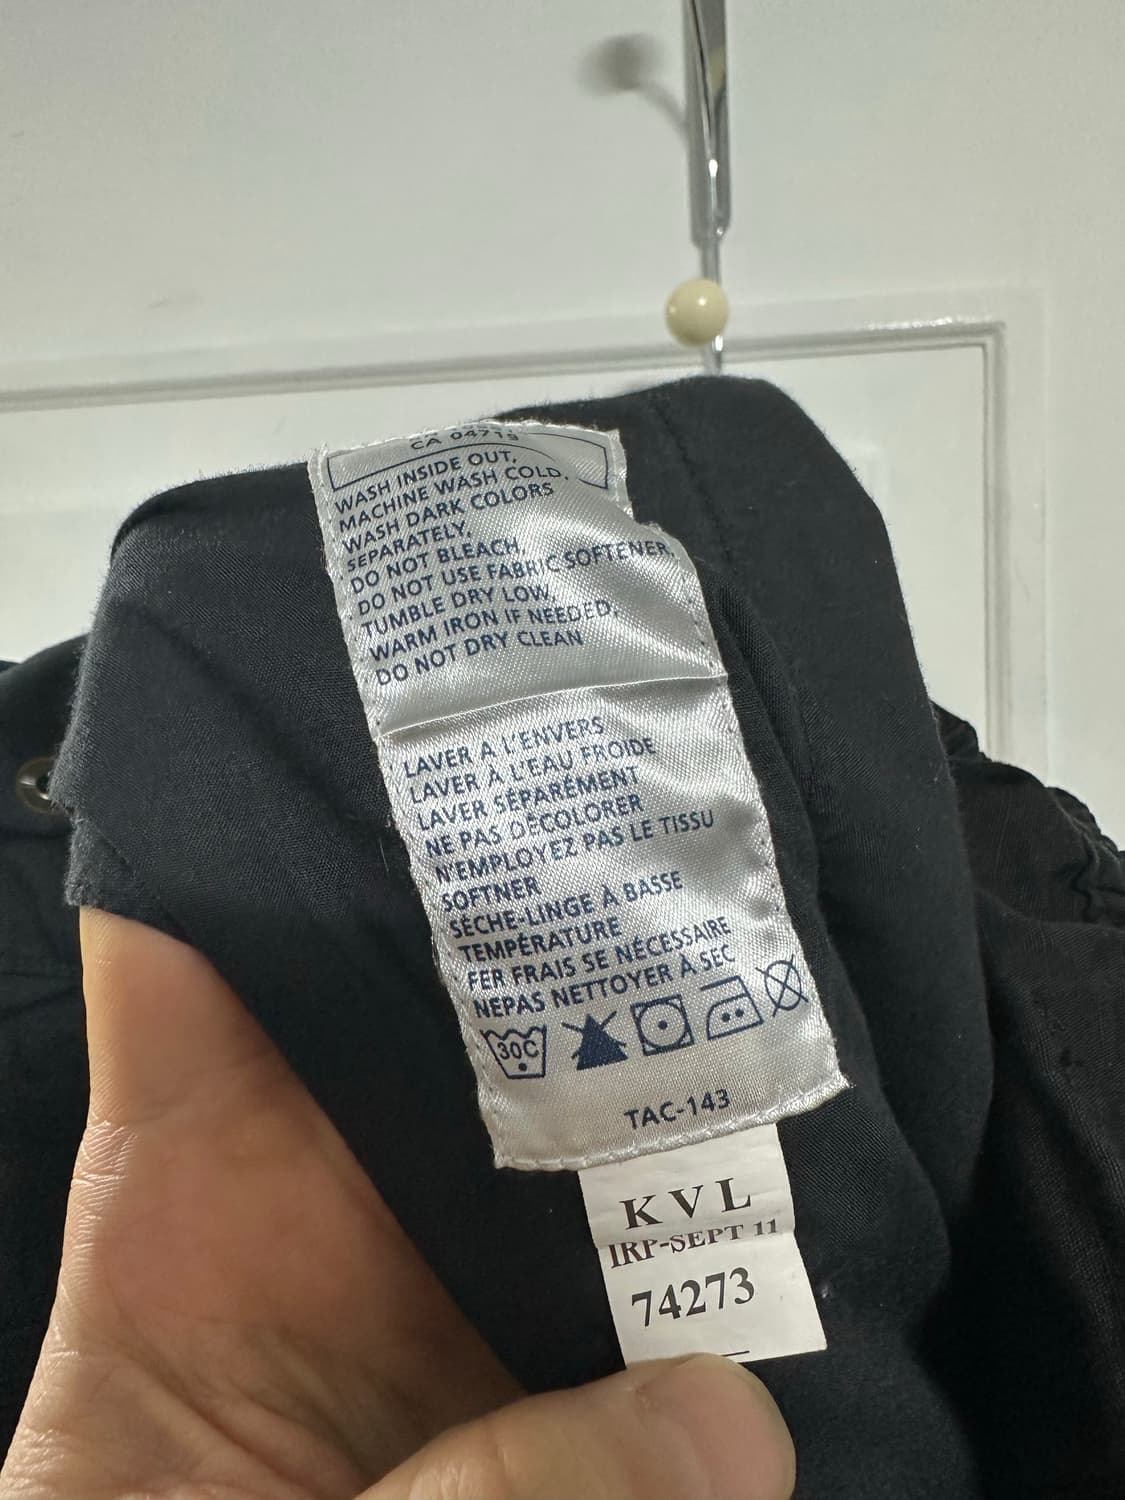 CA 04719
WASH INSIDE OUT,
MACHINE WASH COLD,
WASH DARK COLORS
SEPARATELY,
DO NOT BLEACH,
DO NOT USE FABRIC SOFTENER,
TUMBLE DRY LOW,
WARM IRON IF NEEDED,
DO NOT DRY CLEAN
LAVER A L'ENVERS
LAVER À L'EAU FROIDE
LAVER SÉPARÉMENT
NE PAS DÉCOLORER
N'EMPLOYEZ PAS LE TISSU
SOFTNER
SÉCHE-LINGE À BASSE
TEMPÉRATURE
FER FRAIS SE NÉCESSAIRE
NEPAS NETTOYER À SEC
30C
TAC-143
KVL
IRP-SEPT 11
74273